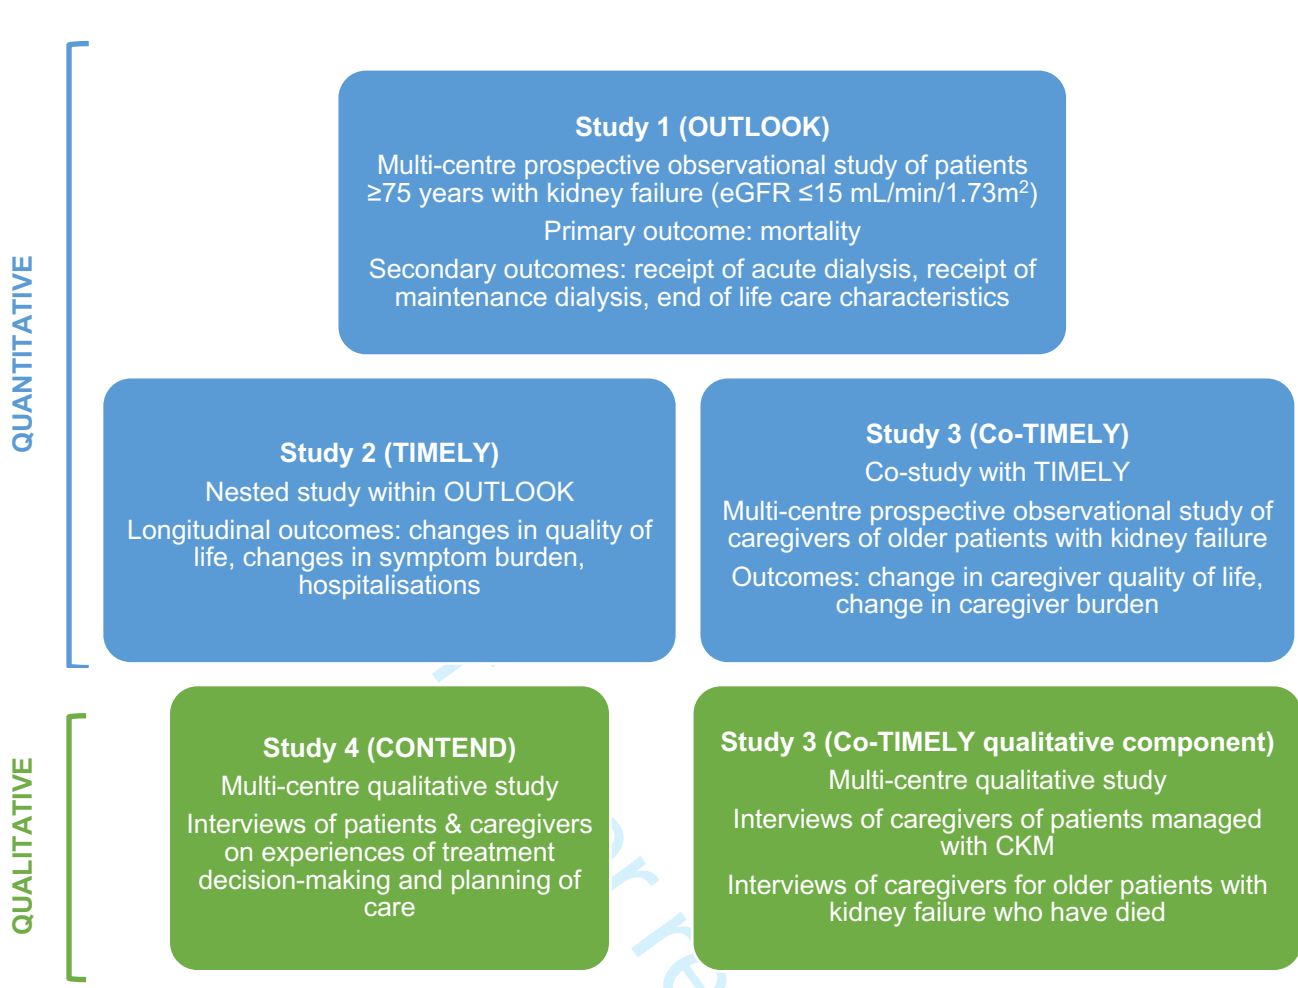 QUANTITATIVE
Study 1 (OUTLOOK)
Multi-centre prospective observational study of patients
≥75 years with kidney failure (eGFR ≤15 mL/min/1.73m²)
Primary outcome: mortality
Secondary outcomes: receipt of acute dialysis, receipt of
maintenance dialysis, end of life care characteristics
Study 2 (TIMELY)
Nested study within OUTLOOK
Longitudinal outcomes: changes in quality of
life, changes in symptom burden,
hospitalisations
Study 3 (Co-TIMELY)
Co-study with TIMELY
Multi-centre prospective observational study of
caregivers of older patients with kidney failure
Outcomes: change in caregiver quality of life,
change in caregiver burden
QUALITATIVE
Study 4 (CONTEND)
Multi-centre qualitative study
Interviews of patients & caregivers
on experiences of treatment
decision-making and planning of
care
Study 3 (Co-TIMELY qualitative component)
Multi-centre qualitative study
Interviews of caregivers of patients managed
with CKM
Interviews of caregivers for older patients with
kidney failure who have died